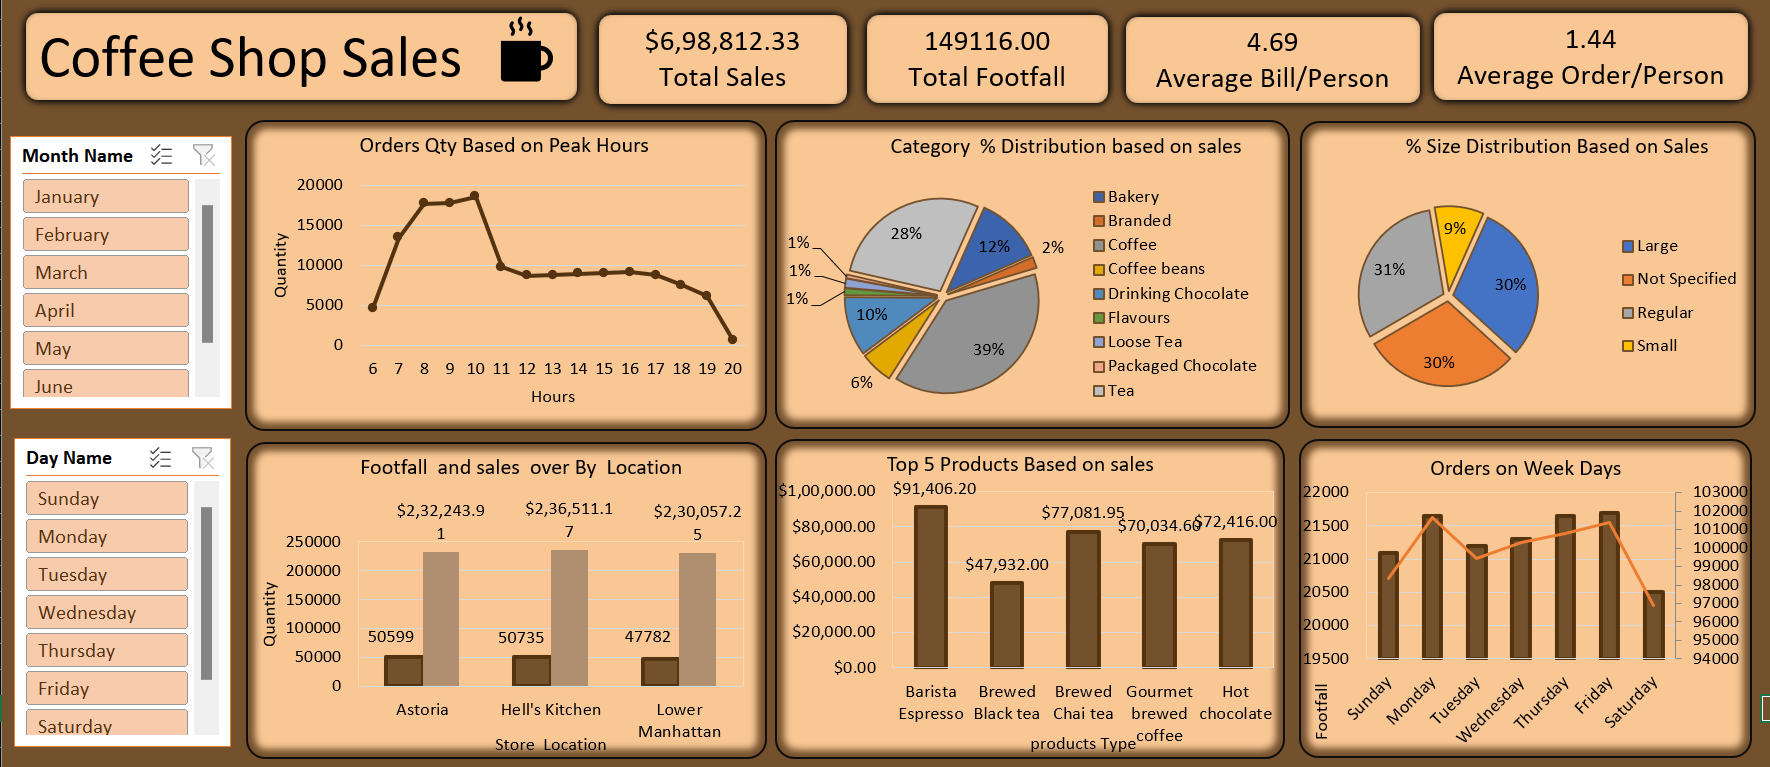 Coffee Shop Sales
$6,98,812.33
Total Sales
149116.00
Total Footfall
4.69
Average Bill/Person
1.44
Average Order/Person
Month Name
January
February
March
April
May
June
Day Name
Sunday
Monday
Tuesday
Wednesday
Thursday
Friday
Saturday
Orders Qty Based on Peak Hours
Quantity
20000
15000
10000
5000
0
6 7 8 9 10 11 12 13 14 15 16 17 18 19 20
Hours
Category % Distribution based on sales
28%
12%
2%
39%
6%
10%
1%
1%
1%
Bakery
Branded
Coffee
Coffee beans
Drinking Chocolate
Flavours
Loose Tea
Packaged Chocolate
Tea
% Size Distribution Based on Sales
9%
30%
30%
31%
Large
Not Specified
Regular
Small
Footfall and sales over By Location
Quantity
250000
200000
150000
100000
50000
0
$2,32,243.9
1
$2,36,511.1
7
$2,30,057.2
5
50599
50735
47782
Astoria
Hell's Kitchen
Lower
Manhattan
Store Location
Top 5 Products Based on sales
$1,00,000.00
$80,000.00
$60,000.00
$40,000.00
$20,000.00
$0.00
$91,406.20
$47,932.00
$77,081.95
$70,034.60
$72,416.00
Barista
Espresso
Brewed
Black tea
Brewed
Chai tea
Gourmet
brewed
coffee
Hot
chocolate
products Type
Orders on Week Days
22000
21500
21000
20500
20000
19500
103000
102000
101000
100000
99000
98000
97000
96000
95000
94000
Footfall
Sunday
Monday
Tuesday
Wednesday
Thursday
Friday
Saturday